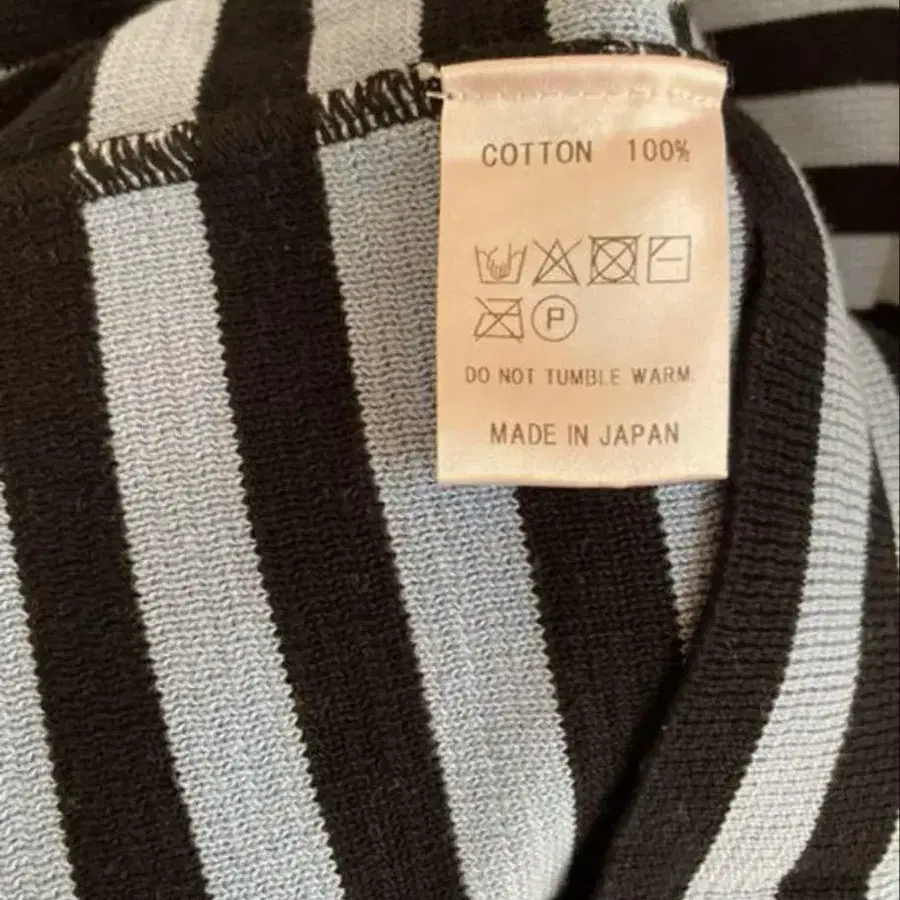 COTTON 100%
P
DO NOT TUMBLE WARM.
MADE IN JAPAN